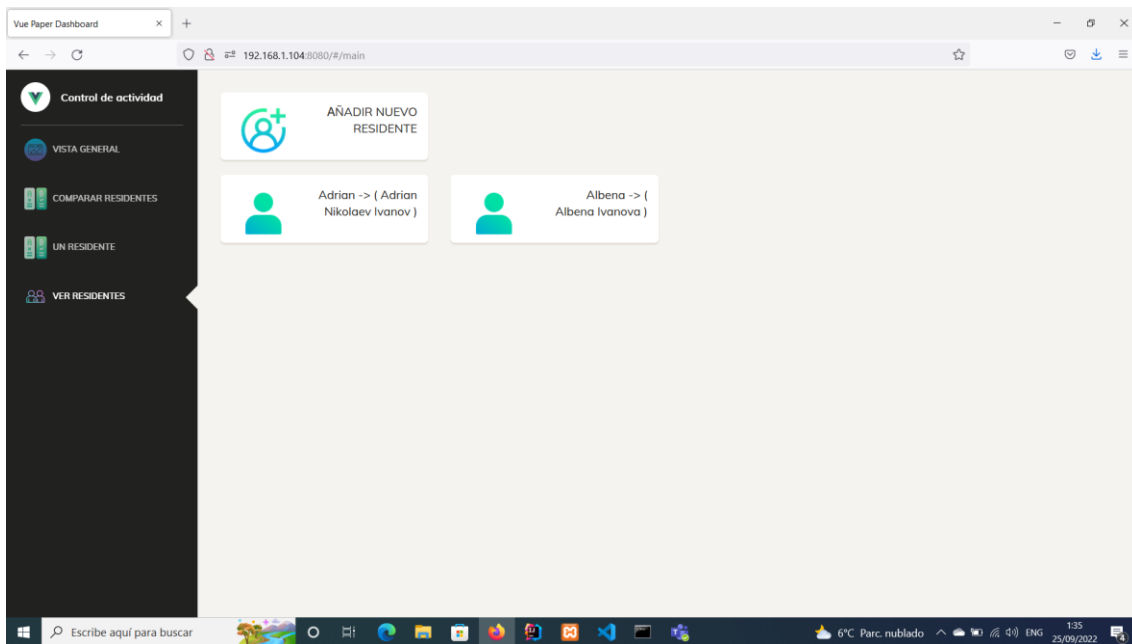 Vue Paper Dashboard
192.168.1.104:8080/#/main
Control de actividad
VISTA GENERAL
COMPARAR RESIDENTES
UN RESIDENTE
VER RESIDENTES
AÑADIR NUEVO
RESIDENTE
Adrian -> ( Adrian
Nikolaev Ivanov )
Albena -> (
Albena Ivanova )
Escribe aquí para buscar
6°C Parc. nublado
ENG
1:35
25/09/2022